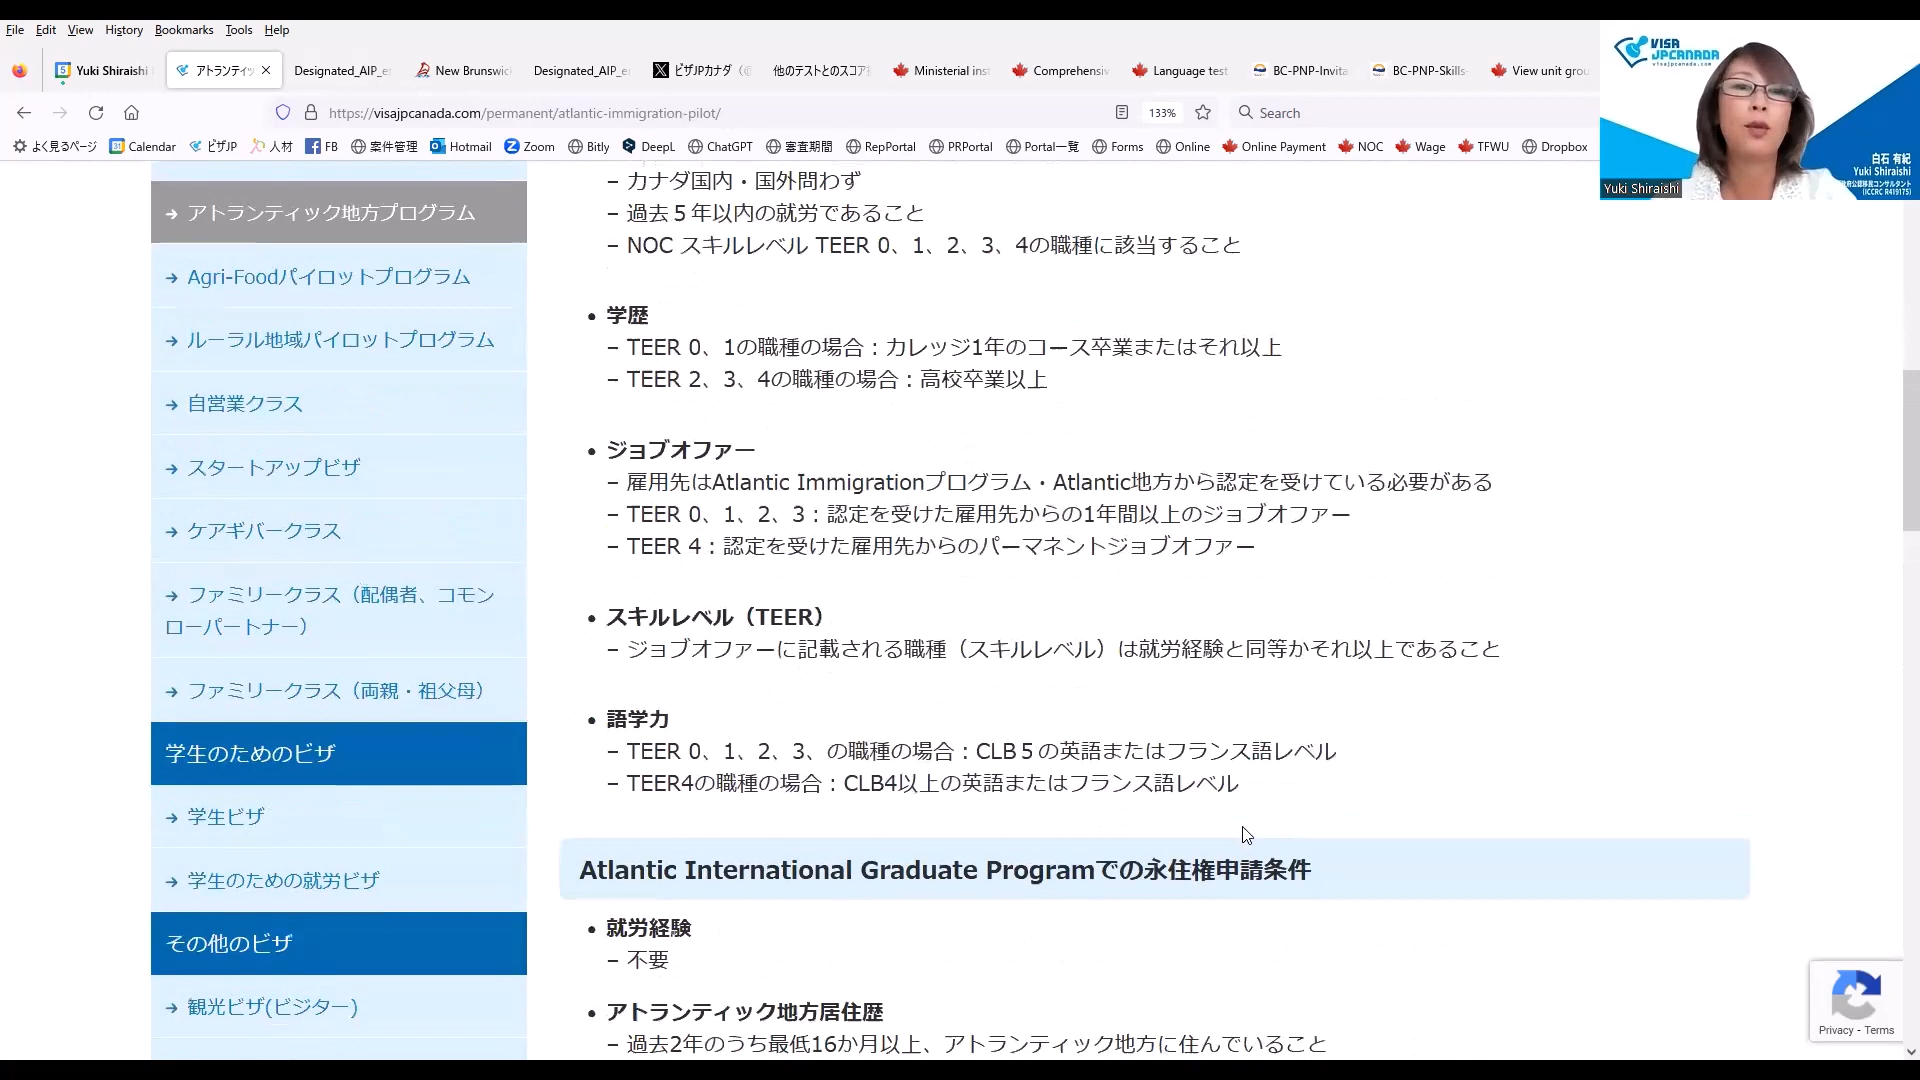 File Edit View History Bookmarks Tools Help
Yuki Shiraishi
アトランティッ
Designated_AIP_e
New Brunswic
Designated_AIP_e
ビザJPカナダ（@
他のテストとのスコア
Ministerial inst
Comprehensiv
Language test
BC-PNP-Invita
BC-PNP-Skills-
View unit grou
https://visajpcanada.com/permanent/atlantic-immigration-pilot/
133%
Search
よく見るページ Calendar ビザJP 人材 FB 案件管理 Hotmail Zoom Bitly DeepL ChatGPT 審査期間 RepPortal PRPortal Portal一覧 Forms Online Online Payment NOC Wage TFWU Dropbox
VISA
JPCANADA
visajpcanada.com
白石 有紀
Yuki Shiraishi
政府公認移民コンサルタント
(ICCRC R419175)
Yuki Shiraishi
→ アトランティック地方プログラム
→ Agri-Foodパイロットプログラム
→ ルーラル地域パイロットプログラム
→ 自営業クラス
→ スタートアップビザ
→ ケアギバークラス
→ ファミリークラス（配偶者、コモン
ローパートナー）
→ ファミリークラス（両親・祖父母）
学生のためのビザ
→ 学生ビザ
→ 学生のための就労ビザ
その他のビザ
→ 観光ビザ(ビジター)
– カナダ国内・国外問わず
– 過去５年以内の就労であること
– NOC スキルレベル TEER 0、1、2、3、4の職種に該当すること
• 学歴
– TEER 0、1の職種の場合：カレッジ1年のコース卒業またはそれ以上
– TEER 2、3、4の職種の場合：高校卒業以上
• ジョブオファー
– 雇用先はAtlantic Immigrationプログラム・Atlantic地方から認定を受けている必要がある
– TEER 0、1、2、3：認定を受けた雇用先からの1年間以上のジョブオファー
– TEER 4：認定を受けた雇用先からのパーマネントジョブオファー
• スキルレベル（TEER）
– ジョブオファーに記載される職種（スキルレベル）は就労経験と同等かそれ以上であること
• 語学力
– TEER 0、1、2、3、の職種の場合：CLB５の英語またはフランス語レベル
– TEER4の職種の場合：CLB4以上の英語またはフランス語レベル
Atlantic International Graduate Programでの永住権申請条件
• 就労経験
– 不要
• アトランティック地方居住歴
– 過去2年のうち最低16か月以上、アトランティック地方に住んでいること
Privacy - Terms